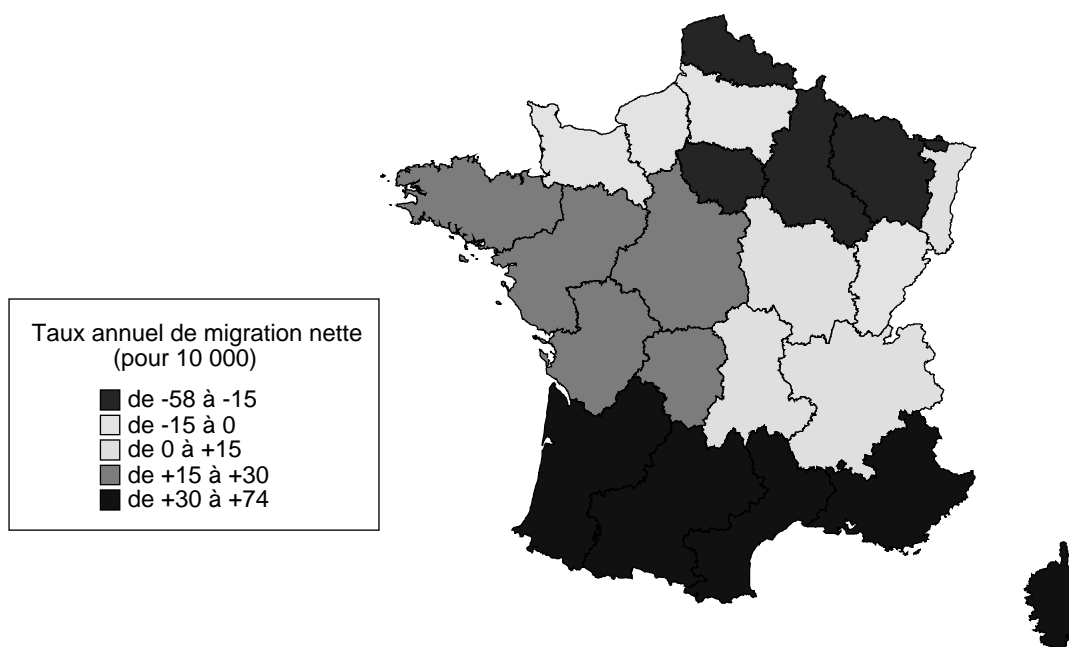 Taux annuel de migration nette
(pour 10 000)
de -58 à -15
de -15 à 0
de 0 à +15
de +15 à +30
de +30 à +74